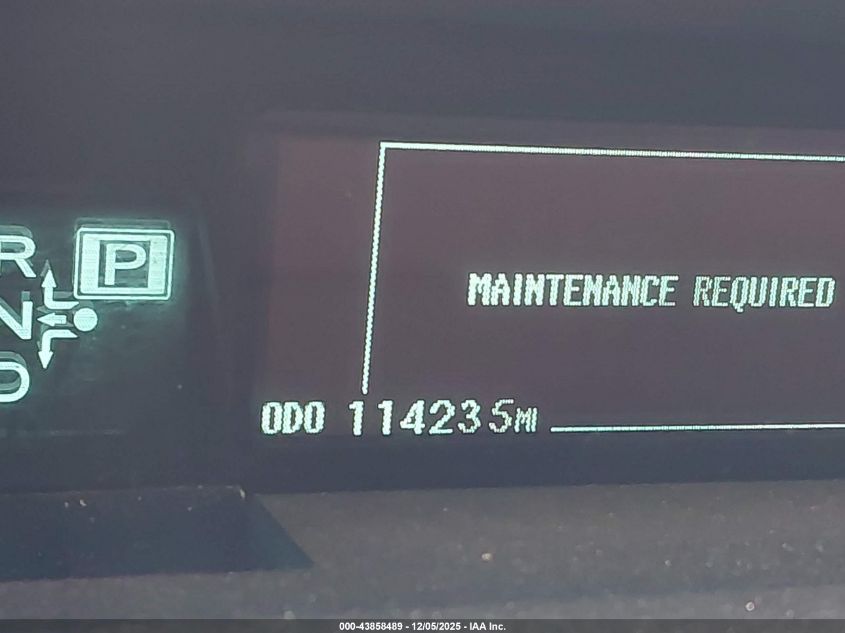 R
P
N
D
MAINTENANCE REQUIRED
ODO 114235MI
000-43858489 - 12/05/2025 - IAA Inc.